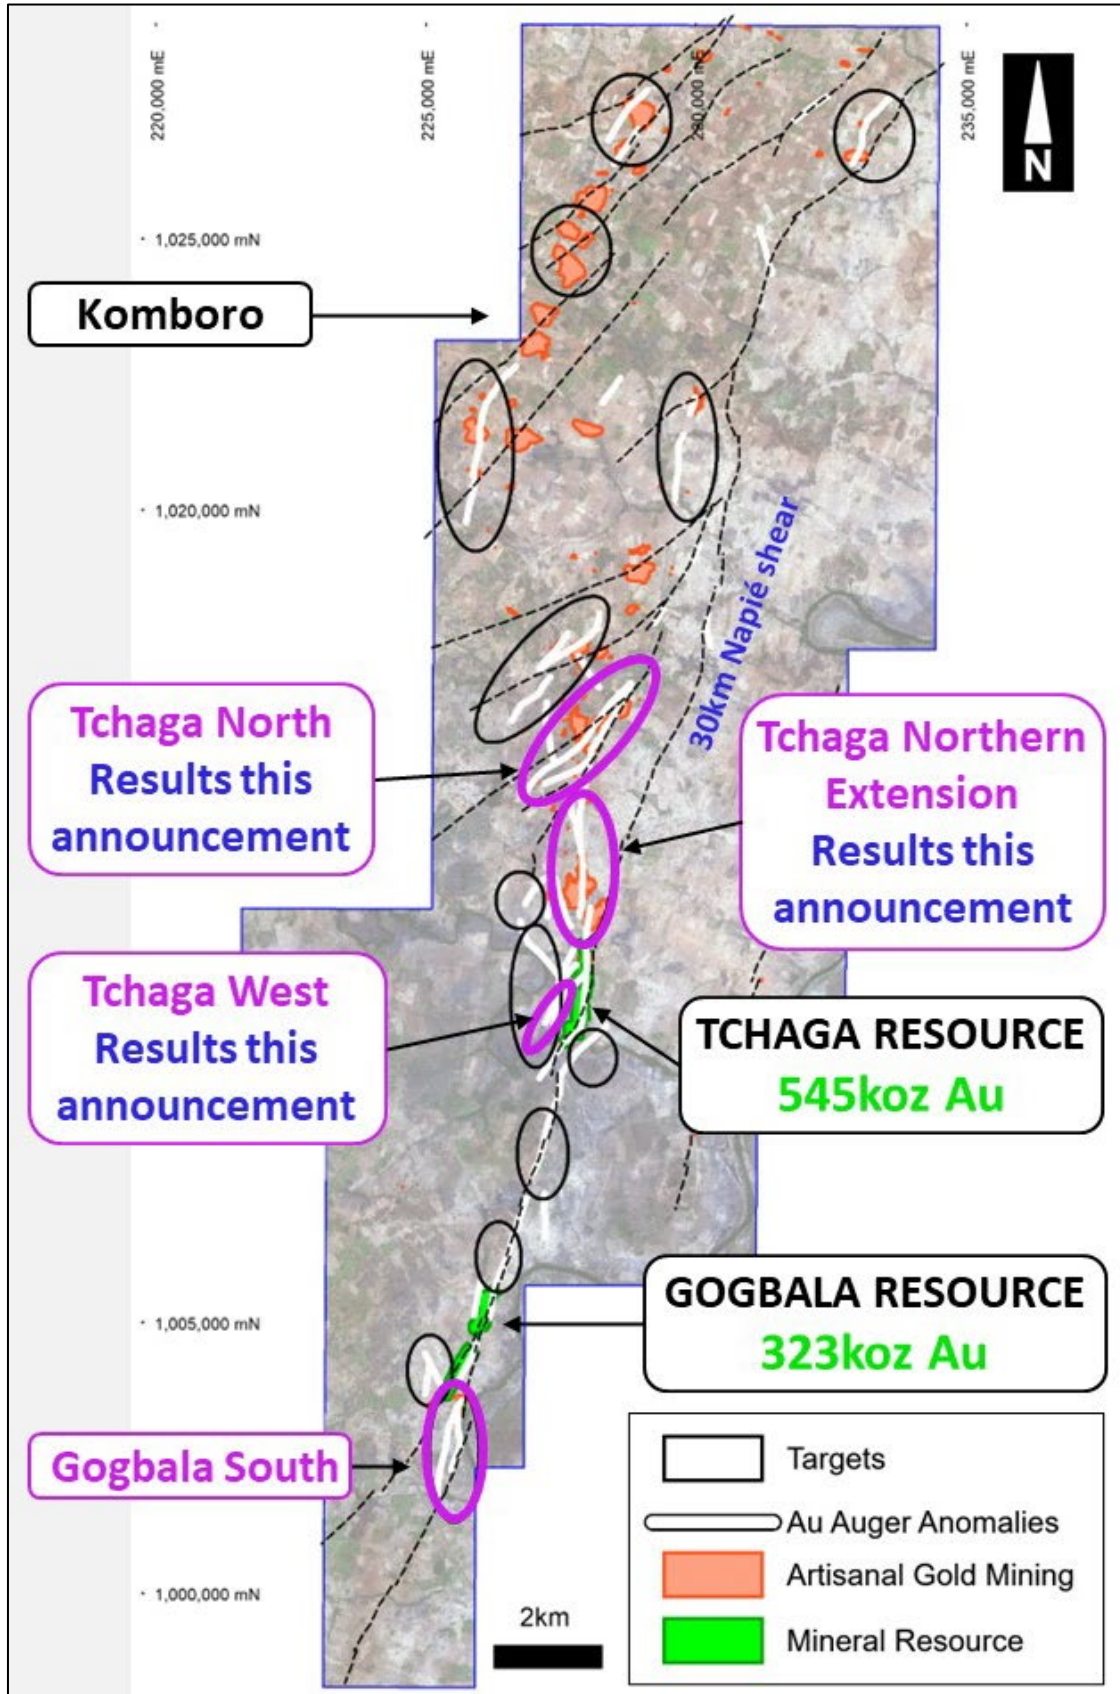 220,000 mE
225,000 mE
230,000 mE
235,000 mE
N
1,025,000 mN
Komboro
1,020,000 mN
30km Napié shear
Tchaga North
Results this
announcement
Tchaga Northern
Extension
Results this
announcement
Tchaga West
Results this
announcement
TCHAGA RESOURCE
545koz Au
GOGBALA RESOURCE
323koz Au
1,005,000 mN
Gogbala South
1,000,000 mN
2km
Targets
Au Auger Anomalies
Artisanal Gold Mining
Mineral Resource